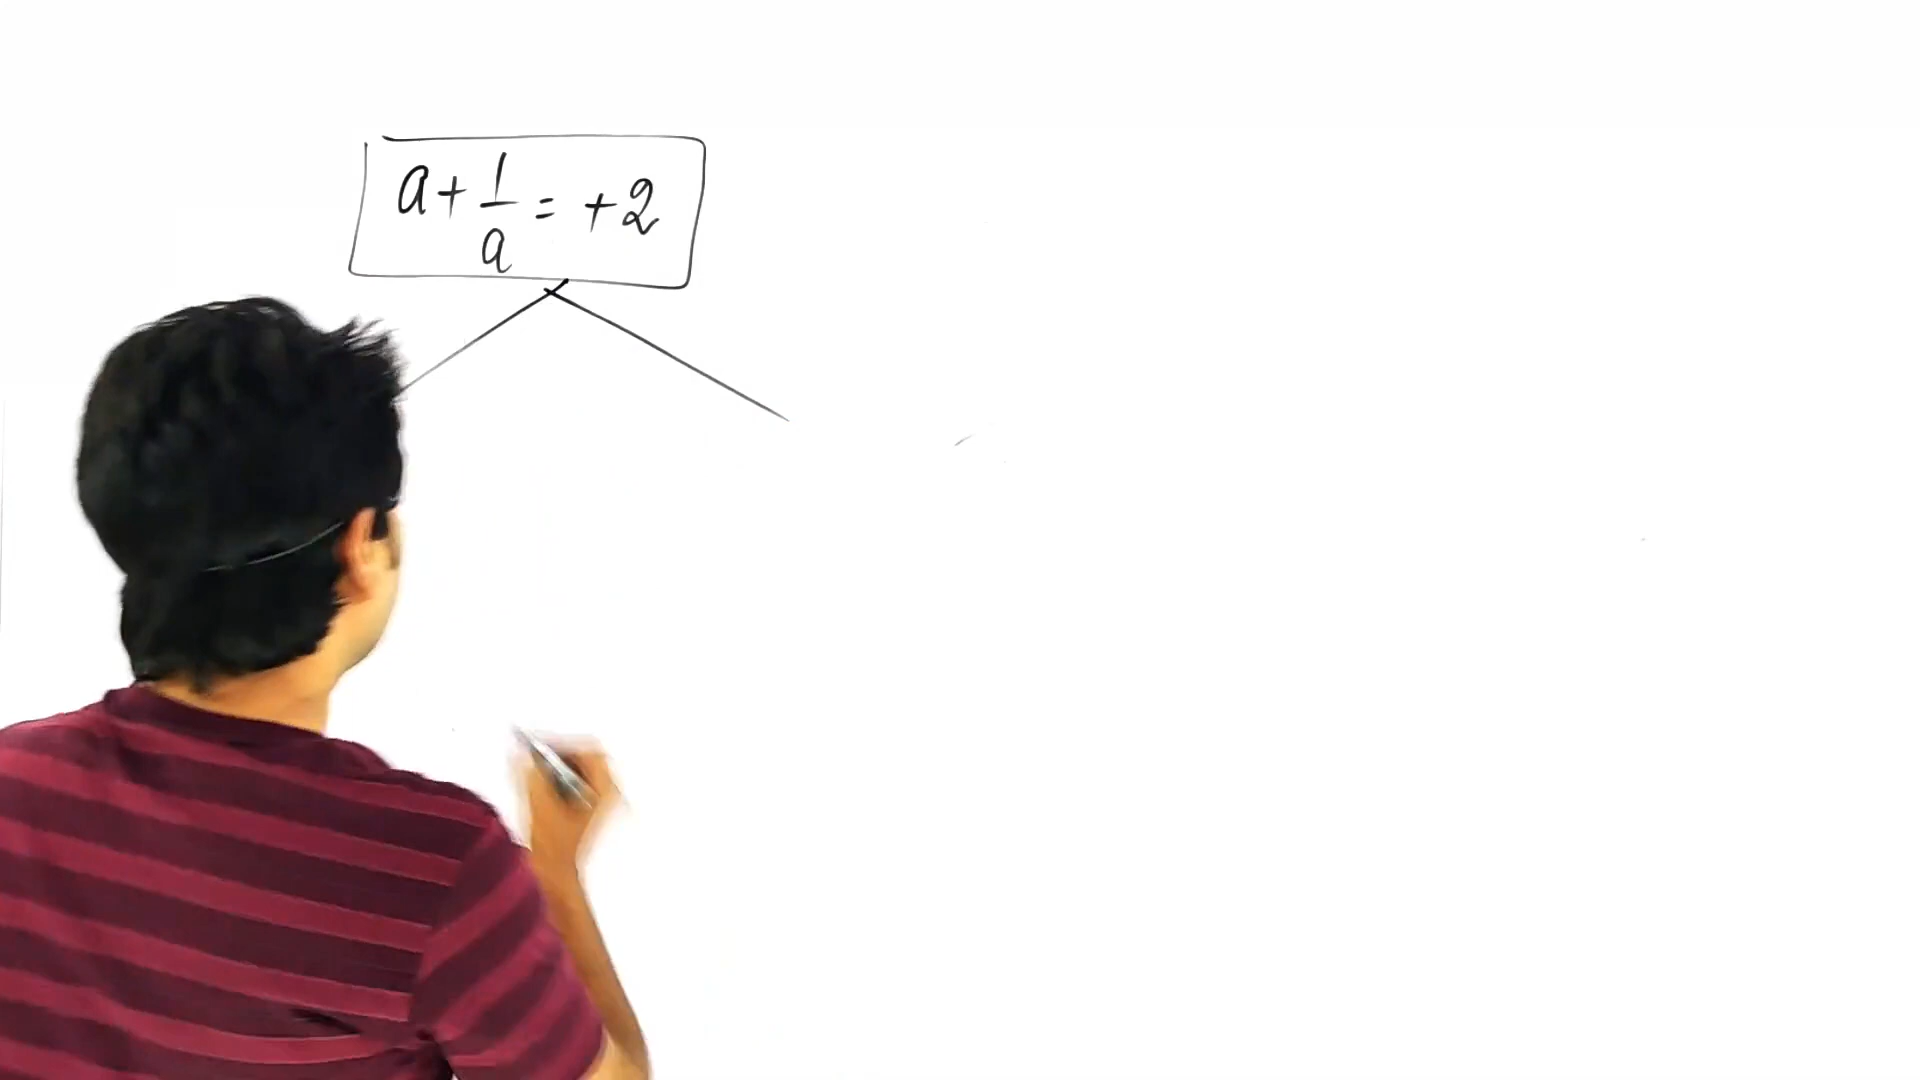 a + 1/a = +2